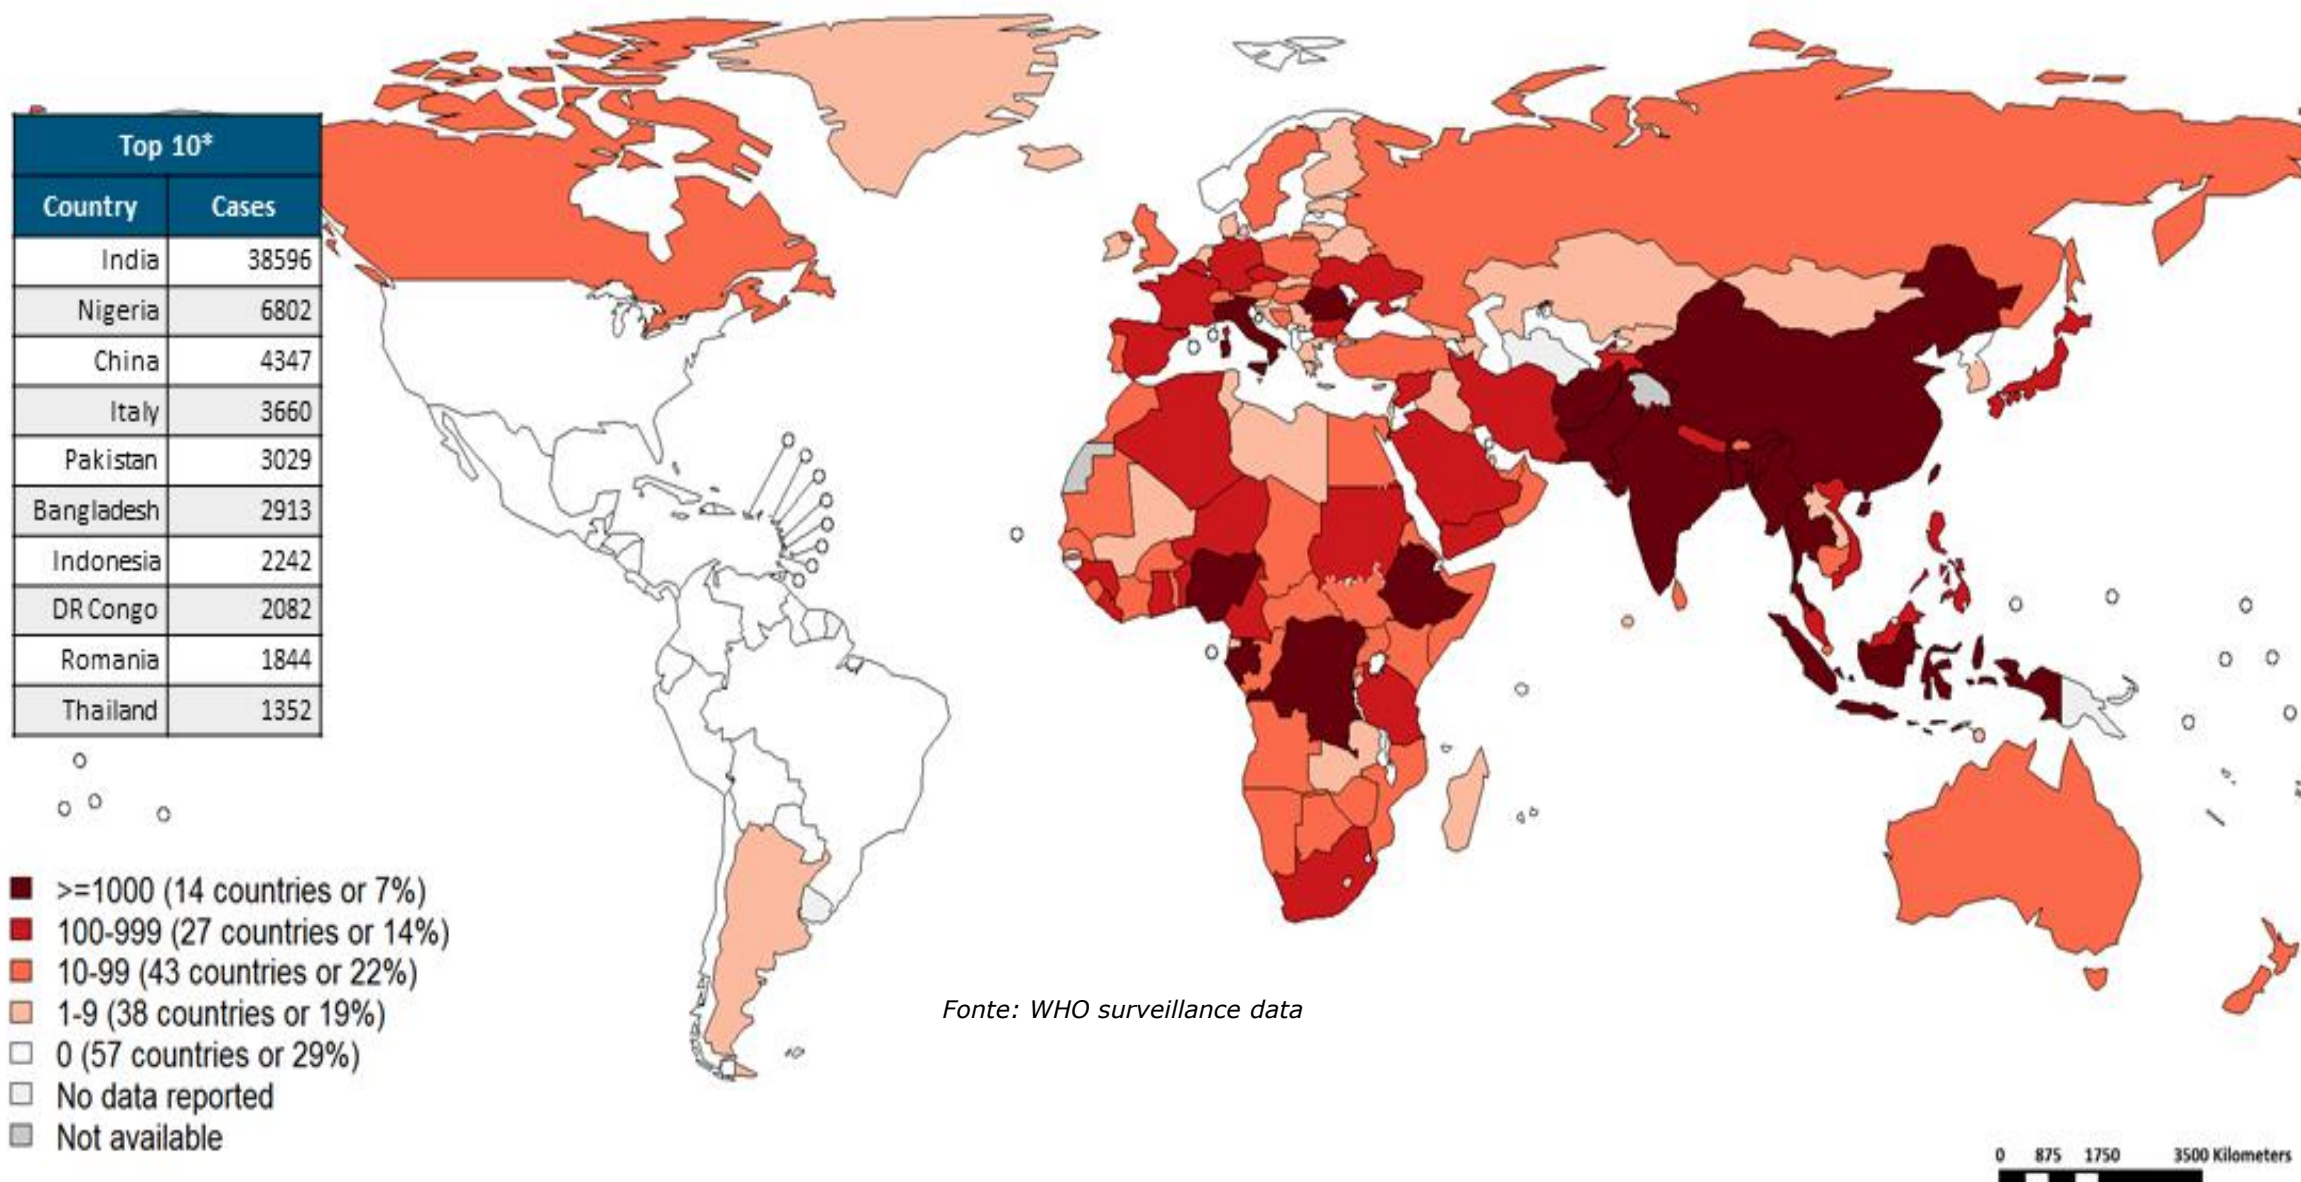 Top 10*
Country Cases
India 38596
Nigeria 6802
China 4347
Italy 3660
Pakistan 3029
Bangladesh 2913
Indonesia 2242
DR Congo 2082
Romania 1844
Thailand 1352
>=1000 (14 countries or 7%)
100-999 (27 countries or 14%)
10-99 (43 countries or 22%)
1-9 (38 countries or 19%)
0 (57 countries or 29%)
No data reported
Not available
Fonte: WHO surveillance data
0 875 1750 3500 Kilometers